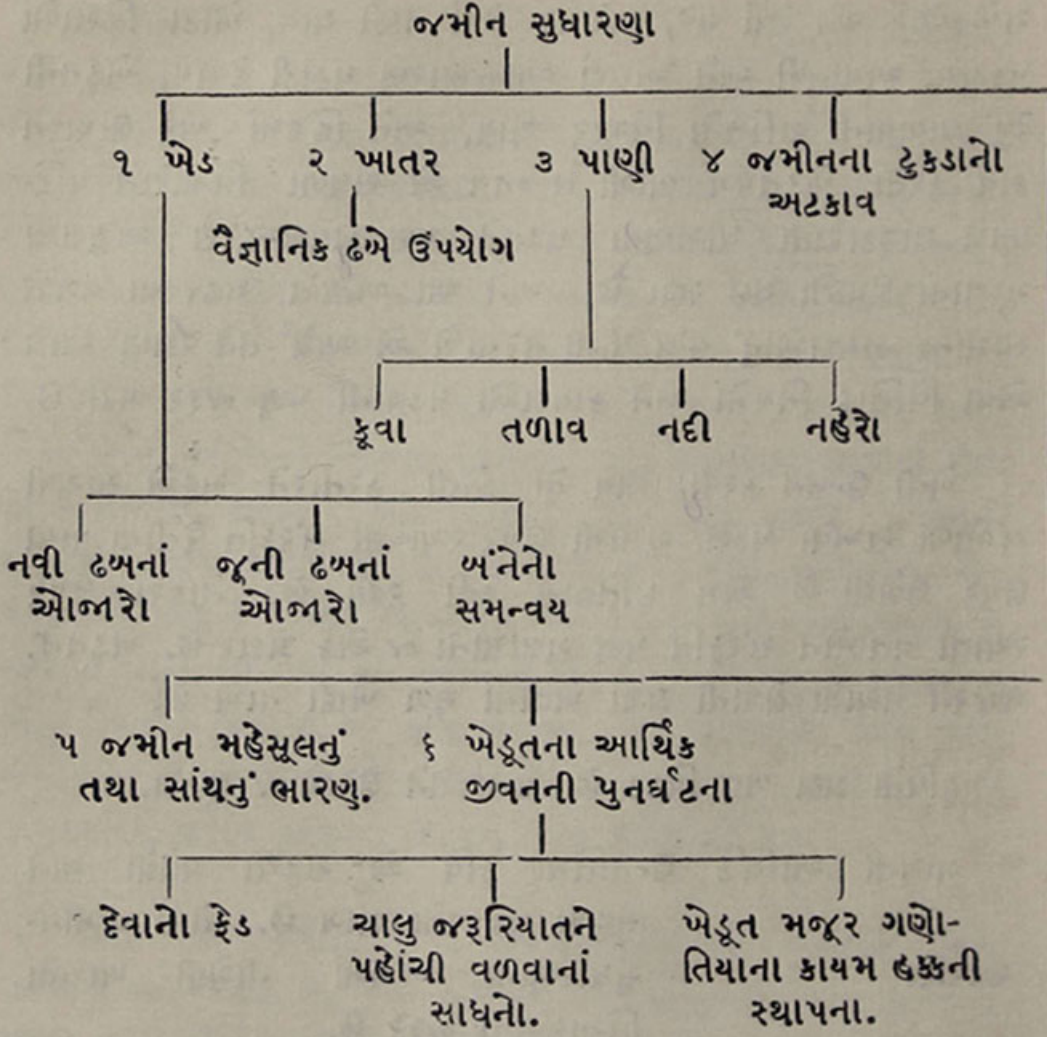 જમીન સુધારણા
૧ ખેડ ૨ ખાતર ૩ પાણી ૪ જમીનના ટુકડાનો
અટકાવ
વૈજ્ઞાનિક ઢબે ઉપયોગ
કૂવા તળાવ નદી નહેરો
નવી ઢબનાં જૂની ઢબનાં બંનેનો
ઓજારો ઓજારો સમન્વય
૫ જમીન મહેસૂલનું ૬ ખેડૂતના આર્થિક
તથા સાંથનું ભારણ. જીવનની પુનર્ઘટના
દેવાનો ફેડ ચાલુ જરૂરિયાતને ખેડૂત મજૂર ગણો-
પહોંચી વળવાનાં તિયાના કાયમ હક્કની
સાધનો. સ્થાપના.